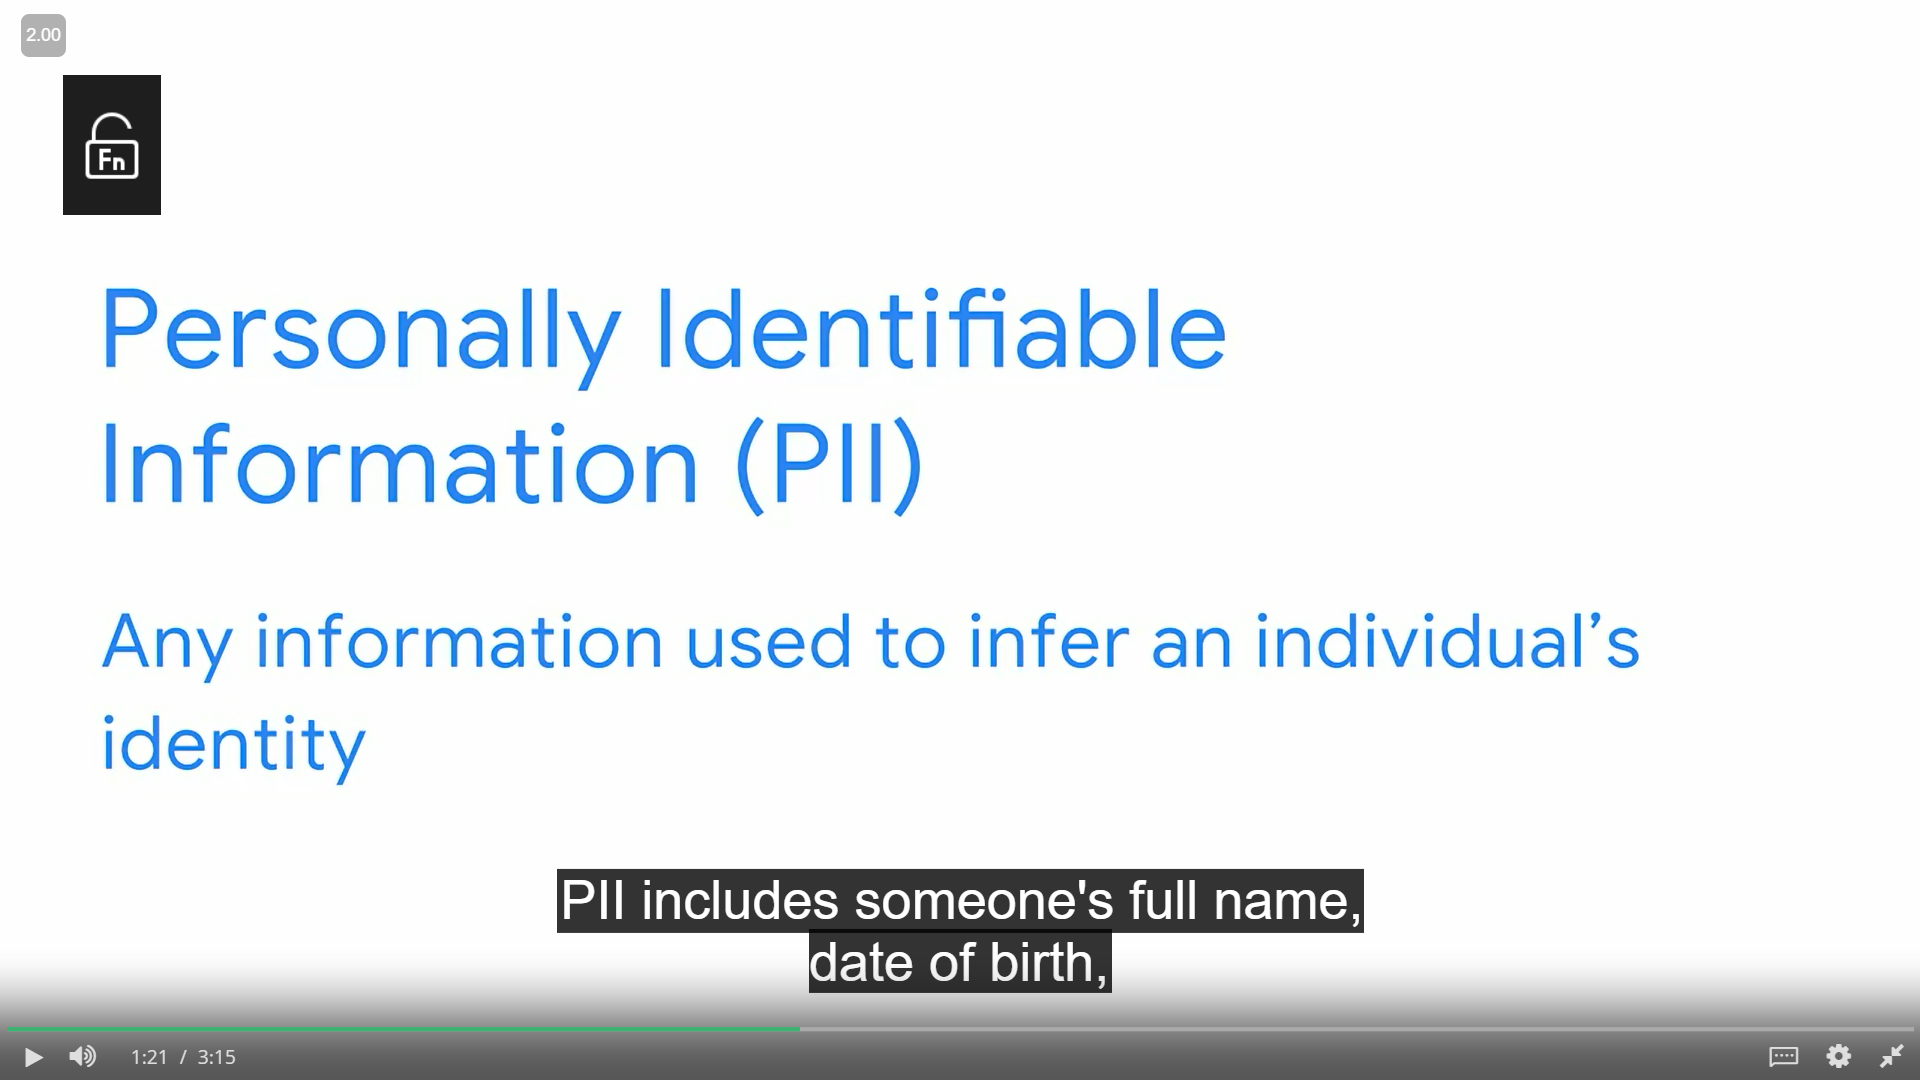 2.00
Fn
Personally Identifiable
Information (PII)
Any information used to infer an individual’s
identity
PII includes someone's full name,
date of birth,
1:21 / 3:15